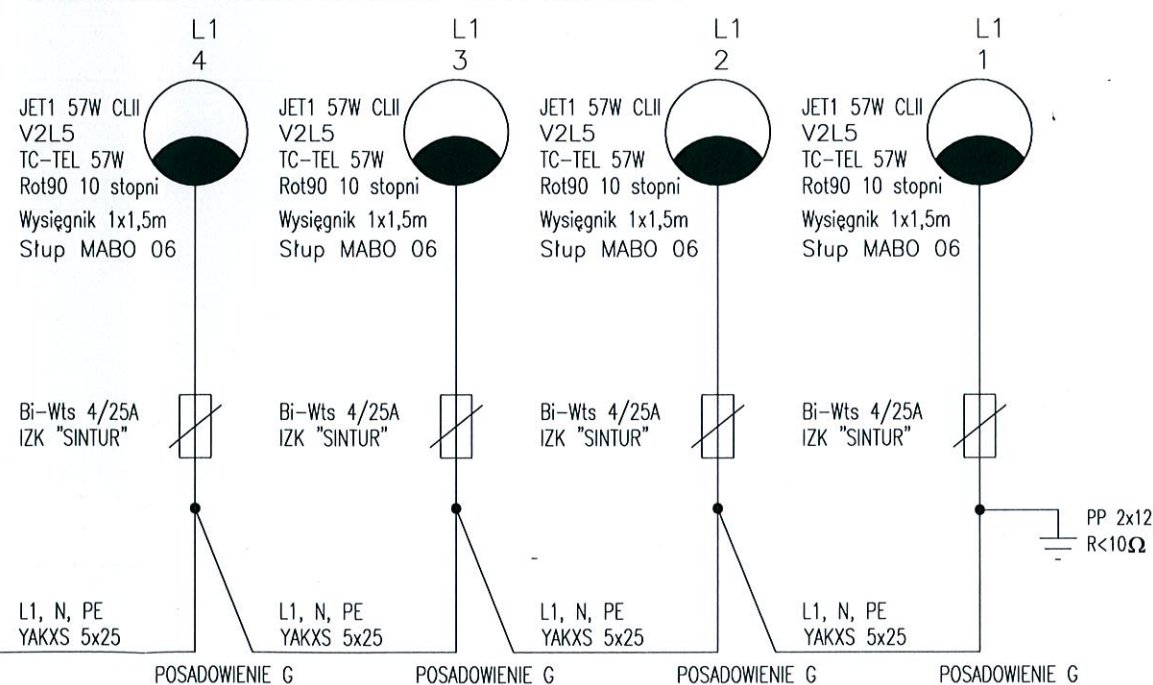 L1
4
JET1 57W CLII
V2L5
TC-TEL 57W
Rot90 10 stopni
Wysięgnik 1x1,5m
Słup MABO 06
Bi-Wts 4/25A
IZK "SINTUR"
L1, N, PE
YAKXS 5x25
POSADOWIENIE G
L1
3
JET1 57W CLII
V2L5
TC-TEL 57W
Rot90 10 stopni
Wysięgnik 1x1,5m
Słup MABO 06
Bi-Wts 4/25A
IZK "SINTUR"
L1, N, PE
YAKXS 5x25
POSADOWIENIE G
L1
2
JET1 57W CLII
V2L5
TC-TEL 57W
Rot90 10 stopni
Wysięgnik 1x1,5m
Słup MABO 06
Bi-Wts 4/25A
IZK "SINTUR"
L1, N, PE
YAKXS 5x25
POSADOWIENIE G
L1
1
JET1 57W CLII
V2L5
TC-TEL 57W
Rot90 10 stopni
Wysięgnik 1x1,5m
Słup MABO 06
Bi-Wts 4/25A
IZK "SINTUR"
PP 2x12
R<10Ω
L1, N, PE
YAKXS 5x25
POSADOWIENIE G